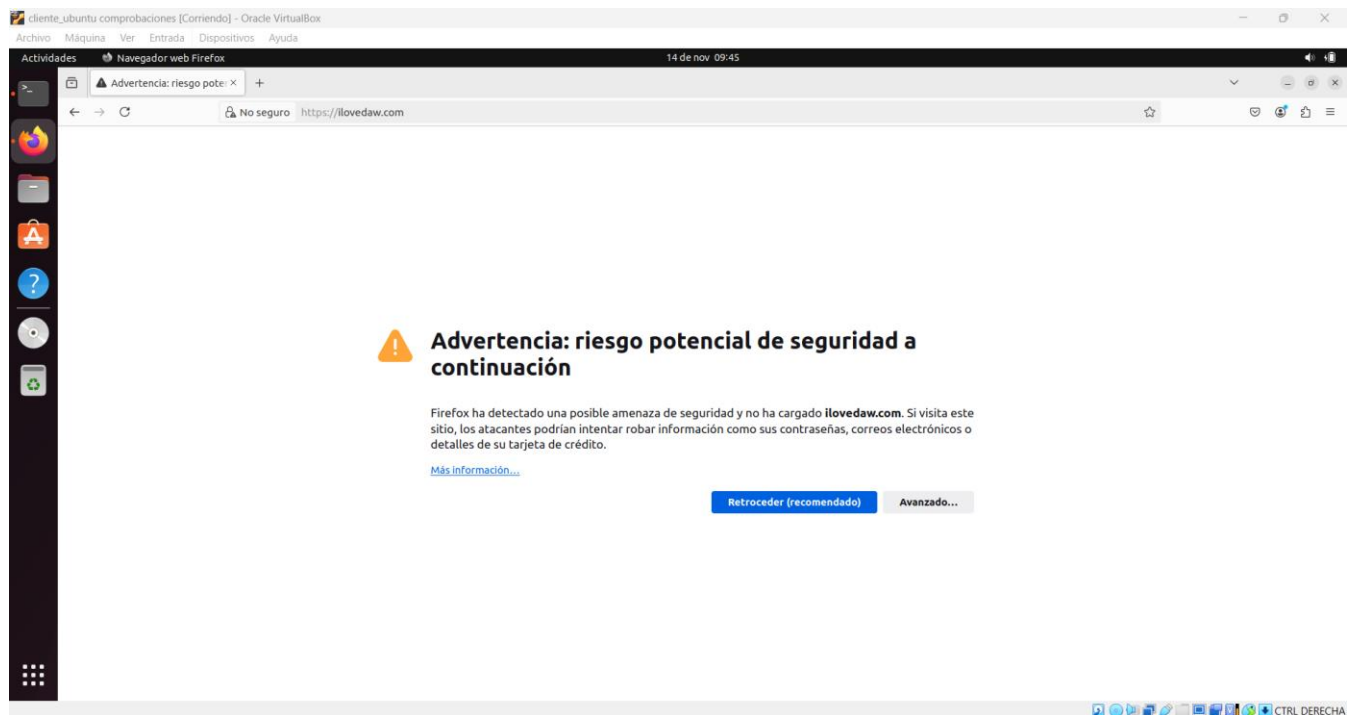 cliente_ubuntu comprobaciones [Corriendo] - Oracle VirtualBox
Archivo Máquina Ver Entrada Dispositivos Ayuda
Actividades Navegador web Firefox 14 de nov 09:45
Advertencia: riesgo pote
No seguro https://ilovedaw.com
Advertencia: riesgo potencial de seguridad a
continuación
Firefox ha detectado una posible amenaza de seguridad y no ha cargado ilovedaw.com. Si visita este
sitio, los atacantes podrían intentar robar información como sus contraseñas, correos electrónicos o
detalles de su tarjeta de crédito.
Más información...
Retroceder (recomendado) Avanzado...
CTRL DERECHA